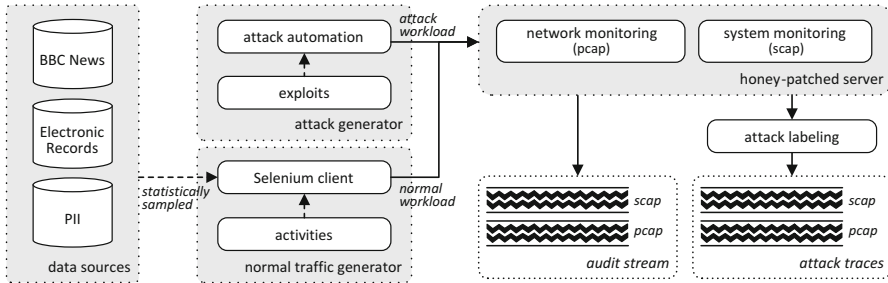 BBC News
Electronic
Records
PII
data sources
statistically
sampled
attack automation
exploits
attack generator
Selenium client
activities
normal traffic generator
attack
workload
normal
workload
network monitoring
(pcap)
system monitoring
(scap)
honey-patched server
attack labeling
scap
pcap
audit stream
scap
pcap
attack traces